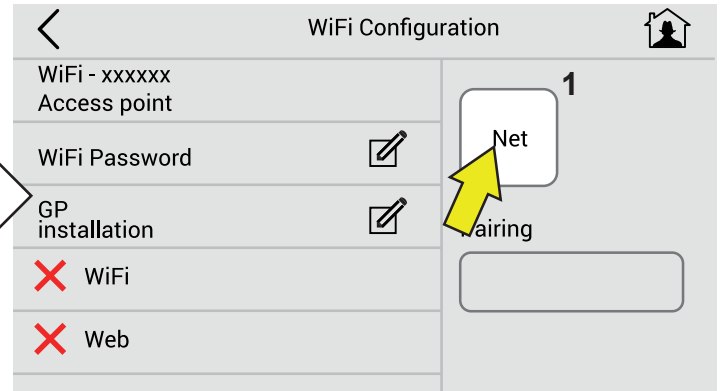 WiFi Configuration
WiFi - xxxxxx
Access point
WiFi Password
GP
installation
WiFi
Web
1
Net